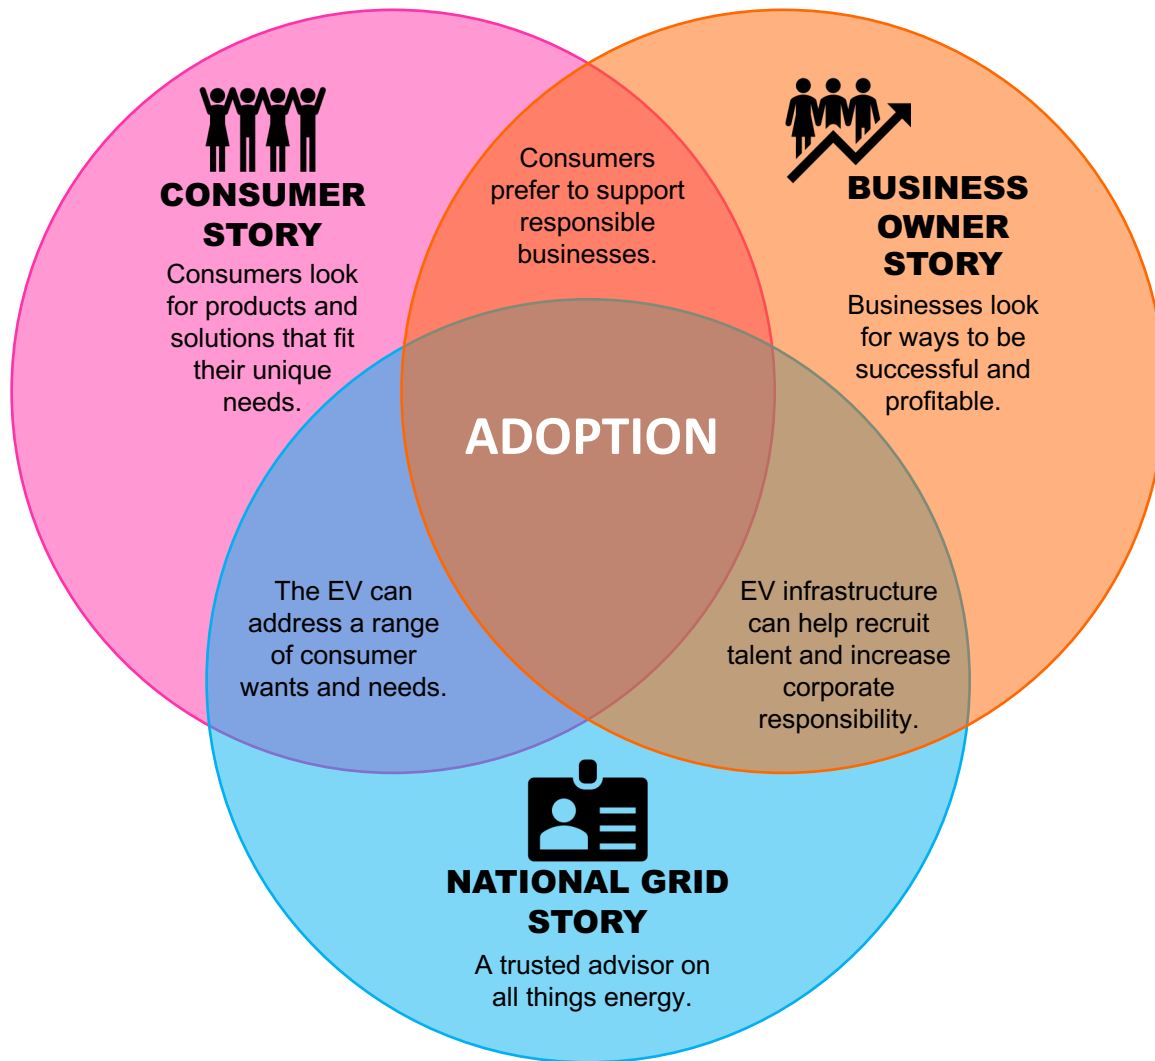 CONSUMER
STORY
Consumers look
for products and
solutions that fit
their unique
needs.
Consumers
prefer to support
responsible
businesses.
BUSINESS
OWNER
STORY
Businesses look
for ways to be
successful and
profitable.
ADOPTION
The EV can
address a range
of consumer
wants and needs.
EV infrastructure
can help recruit
talent and increase
corporate
responsibility.
NATIONAL GRID
STORY
A trusted advisor on
all things energy.